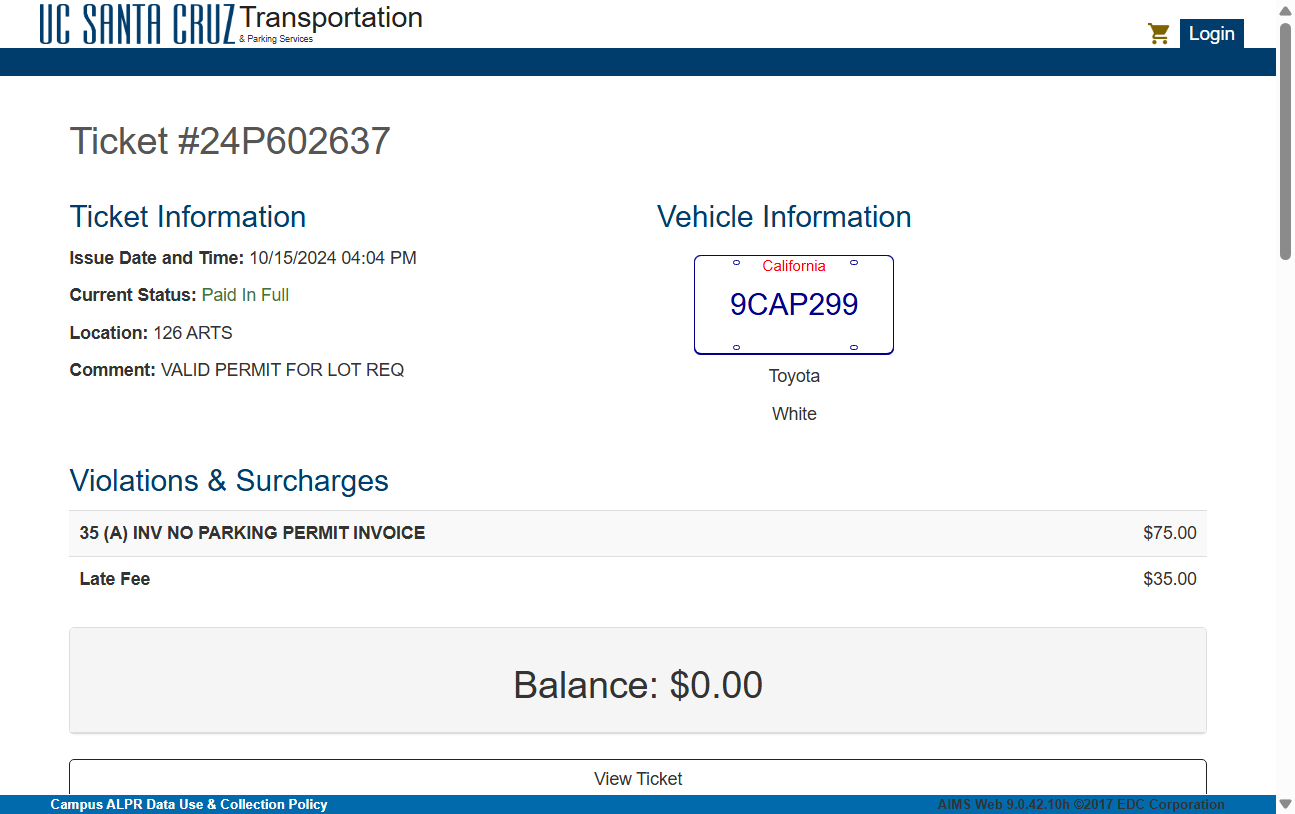 UC SANTA CRUZ Transportation
& Parking Services
Login
Ticket #24P602637
Ticket Information
Issue Date and Time: 10/15/2024 04:04 PM
Current Status: Paid In Full
Location: 126 ARTS
Comment: VALID PERMIT FOR LOT REQ
Vehicle Information
California
9CAP299
Toyota
White
Violations & Surcharges
35 (A) INV NO PARKING PERMIT INVOICE $75.00
Late Fee $35.00
Balance: $0.00
View Ticket
Campus ALPR Data Use & Collection Policy
AIMS Web 9.0.42.10h ©2017 EDC Corporation